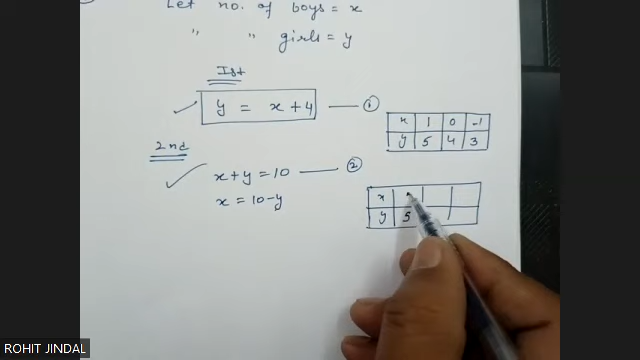 Let no. of boys = x
" " girls = y
Ist
y = x + 4 —— ①
x 1 0 -1
y 5 4 3
2nd
x + y = 10 —— ②
x = 10 - y
x
y 5
ROHIT JINDAL